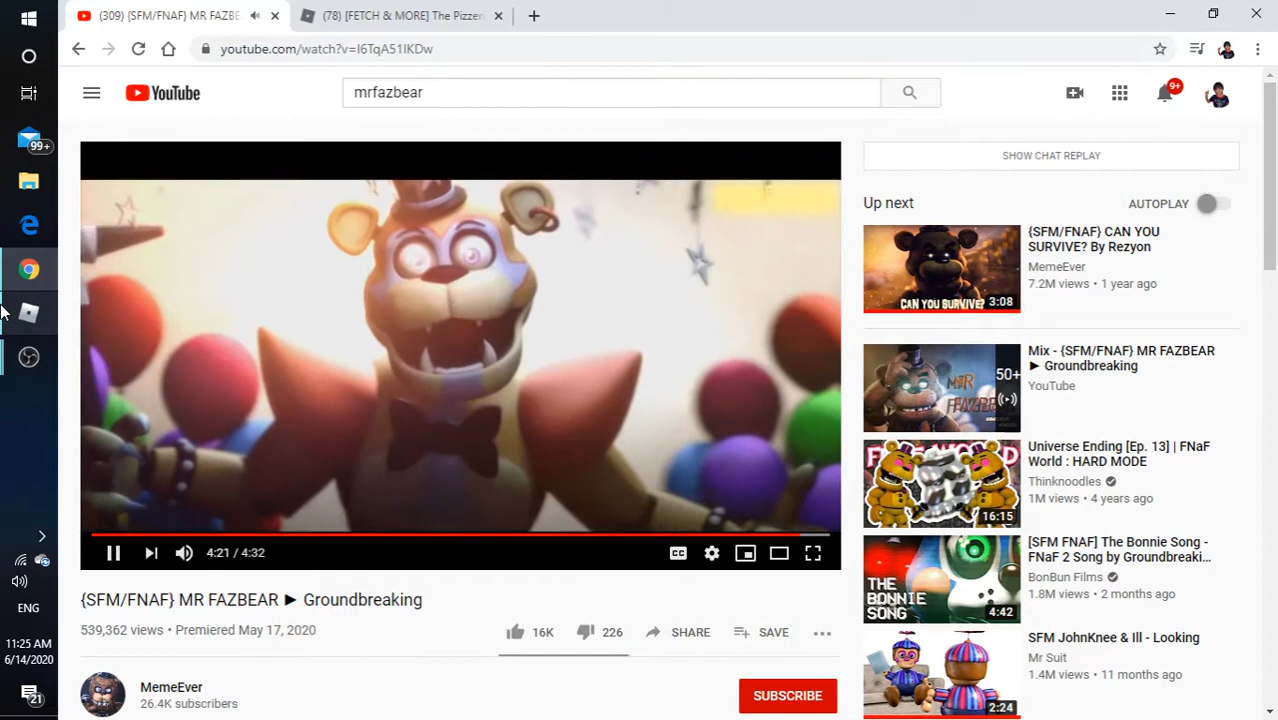 (309) {SFM/FNAF} MR FAZBE
(78) [FETCH & MORE] The Pizzer
youtube.com/watch?v=I6TqA51IKDw
YouTube
mrfazbear
9+
99+
SHOW CHAT REPLAY
Up next
AUTOPLAY
{SFM/FNAF} CAN YOU
SURVIVE? By Rezyon
MemeEver
7.2M views • 1 year ago
CAN YOU SURVIVE?
3:08
Mix - {SFM/FNAF} MR FAZBEAR
► Groundbreaking
YouTube
50+
MR
Universe Ending [Ep. 13] | FNaF
World : HARD MODE
Thinknoodles
1M views • 4 years ago
16:15
[SFM FNAF] The Bonnie Song -
FNaF 2 Song by Groundbreaki...
BonBun Films
1.8M views • 2 months ago
THE
BONNIE
SONG
4:42
SFM JohnKnee & Ill - Looking
Mr Suit
1.4M views • 11 months ago
2:24
4:21 / 4:32
CC
{SFM/FNAF} MR FAZBEAR ► Groundbreaking
539,362 views • Premiered May 17, 2020
16K
226
SHARE
SAVE
MemeEver
26.4K subscribers
SUBSCRIBE
ENG
11:25 AM
6/14/2020
21